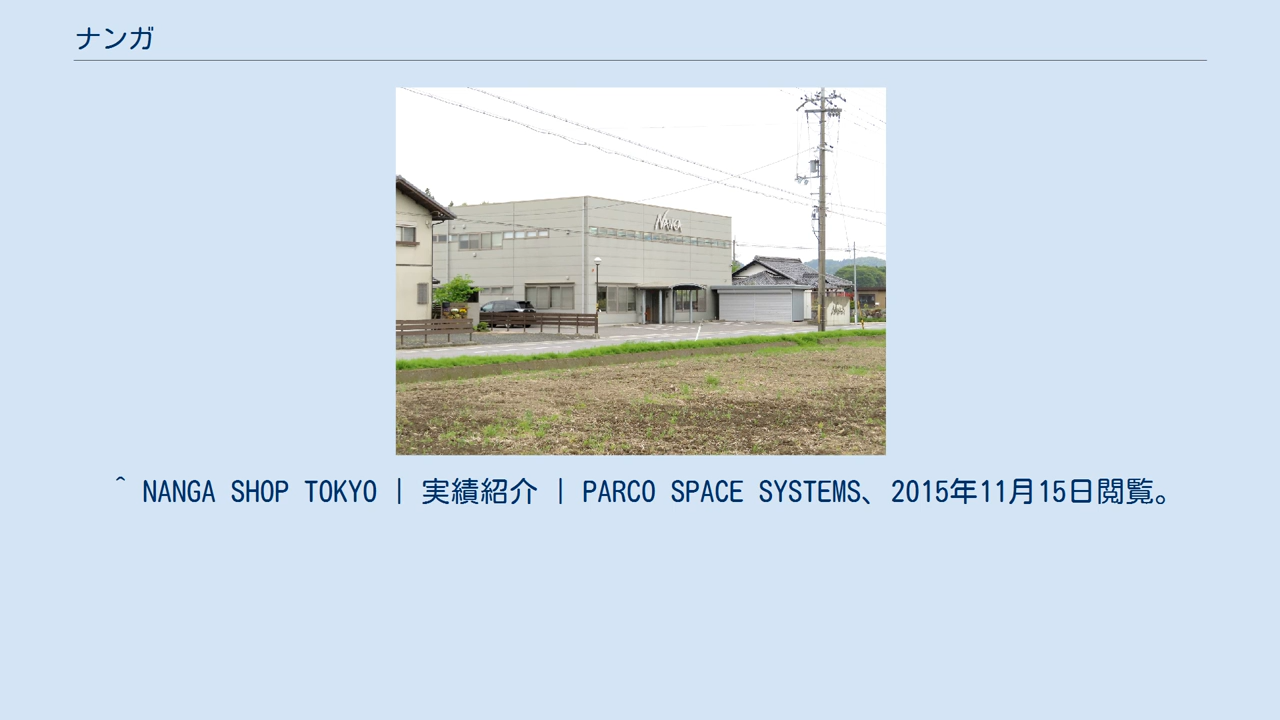 ナンガ
NANGA
^ NANGA SHOP TOKYO | 実績紹介 | PARCO SPACE SYSTEMS、2015年11月15日閲覧。